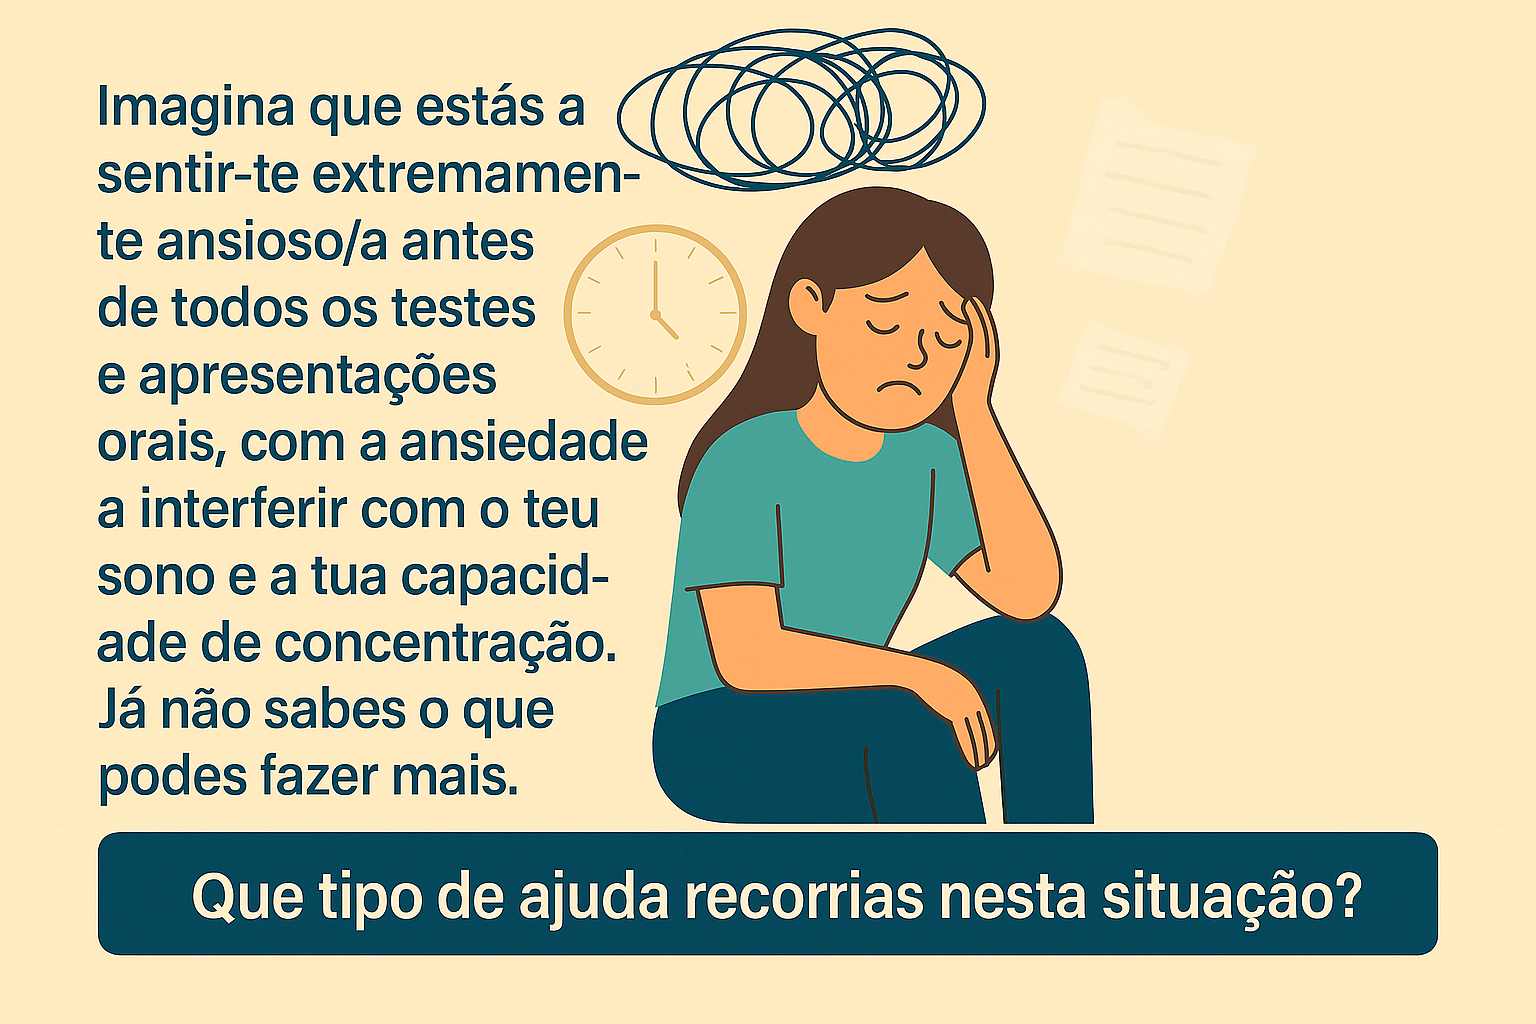 Imagina que estás a
sentir-te extremamen-
te ansioso/a antes
de todos os testes
e apresentações
orais, com a ansiedade
a interferir com o teu
sono e a tua capacid-
ade de concentração.
Já não sabes o que
podes fazer mais.
Que tipo de ajuda recorrias nesta situação?